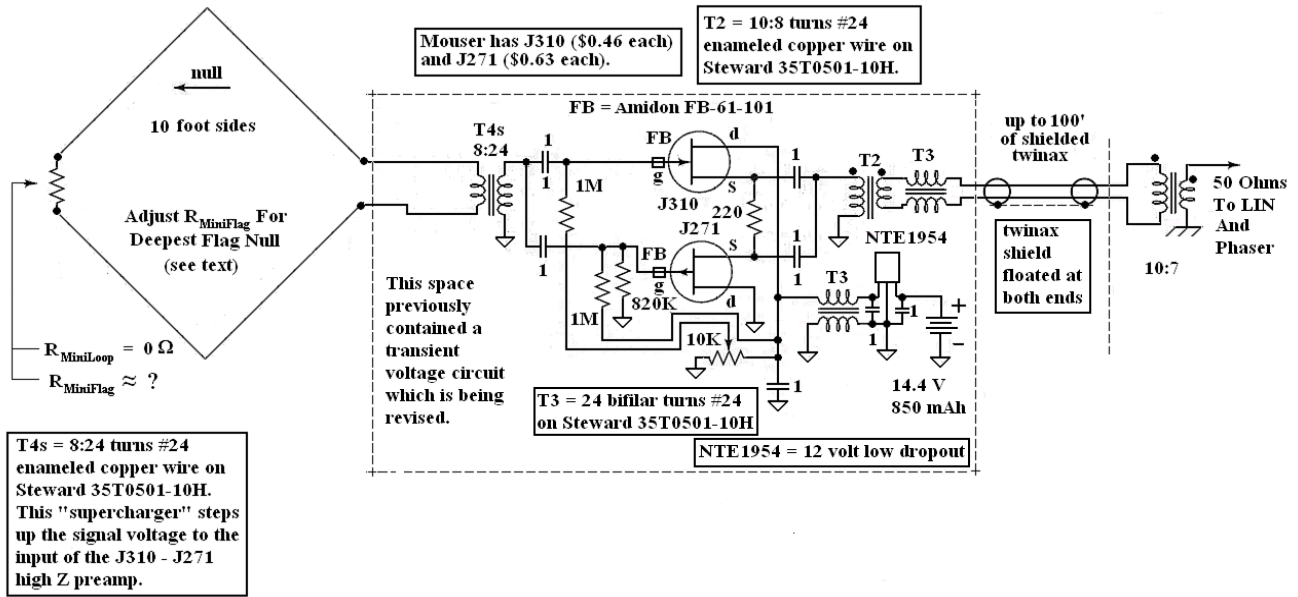 Mouser has J310 ($0.46 each)
and J271 ($0.63 each).
T2 = 10:8 turns #24
enameled copper wire on
Steward 35T0501-10H.
null
10 foot sides
Adjust RMiniFlag For
Deepest Flag Null
(see text)
RMiniLoop = 0 Ω
RMiniFlag ≈ ?
T4s = 8:24 turns #24
enameled copper wire on
Steward 35T0501-10H.
This "supercharger" steps
up the signal voltage to the
input of the J310 - J271
high Z preamp.
FB = Amidon FB-61-101
T4s
8:24
1
1
1M
FB
g
d
s
J310
220
J271
1
1
FB
g
s
d
1M
820K
10K
1
1
T2
T3
NTE1954
T3
1
1
1
14.4 V
850 mAh
This space
previously
contained a
transient
voltage circuit
which is being
revised.
T3 = 24 bifilar turns #24
on Steward 35T0501-10H
NTE1954 = 12 volt low dropout
up to 100'
of shielded
twinax
twinax
shield
floated at
both ends
10:7
50 Ohms
To LIN
And
Phaser